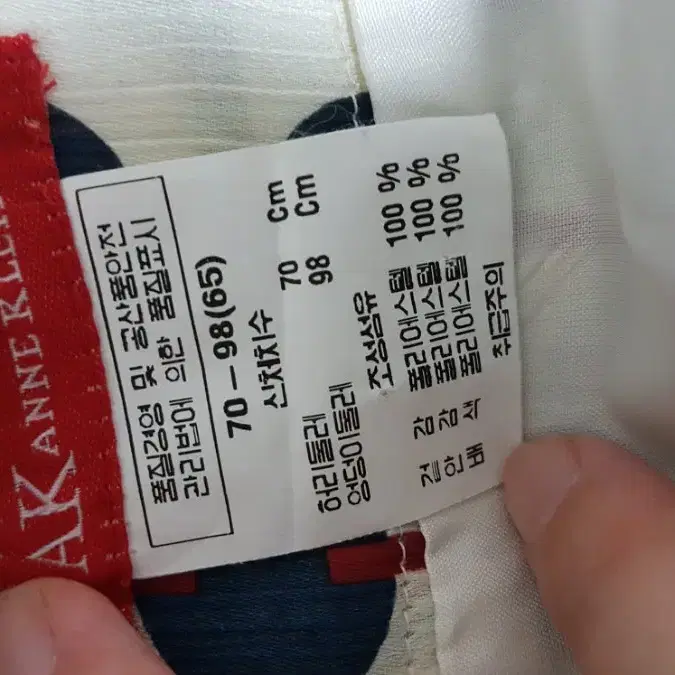 AK ANNE KLEIN
품질경영 및 공산품안전
관리법에 의한 품질표시
70-98(65)
신체치수
허리둘레 70 Cm
엉덩이둘레 98 Cm
조성섬유
겉감 폴리에스텔 100 %
안감 폴리에스텔 100 %
배색 폴리에스텔 100 %
취급주의